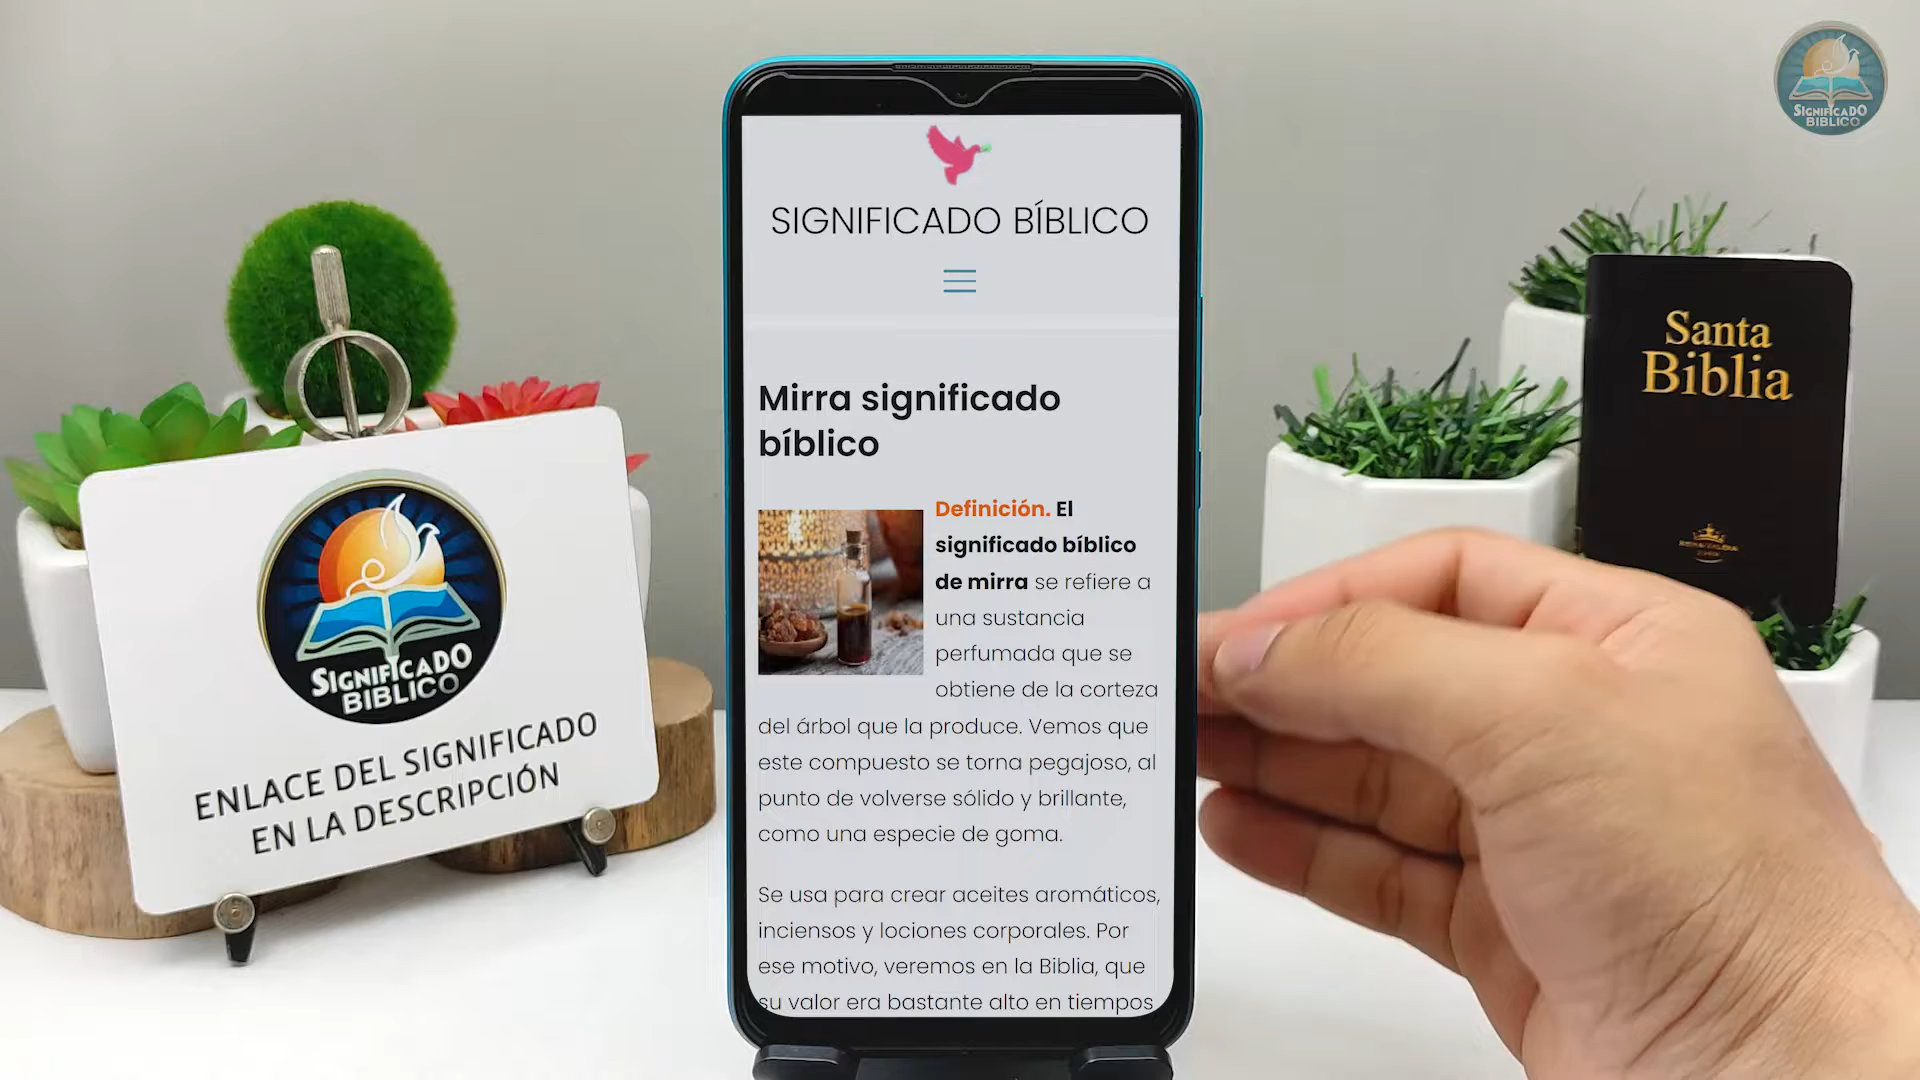 SIGNIFICADO
BIBLICO
SIGNIFICADO BÍBLICO
Mirra significado
bíblico
Definición. El
significado bíblico
de mirra se refiere a
una sustancia
perfumada que se
obtiene de la corteza
del árbol que la produce. Vemos que
este compuesto se torna pegajoso, al
punto de volverse sólido y brillante,
como una especie de goma.
Se usa para crear aceites aromáticos,
inciensos y lociones corporales. Por
ese motivo, veremos en la Biblia, que
su valor era bastante alto en tiempos
SIGNIFICADO
BIBLICO
ENLACE DEL SIGNIFICADO
EN LA DESCRIPCIÓN
Santa
Biblia